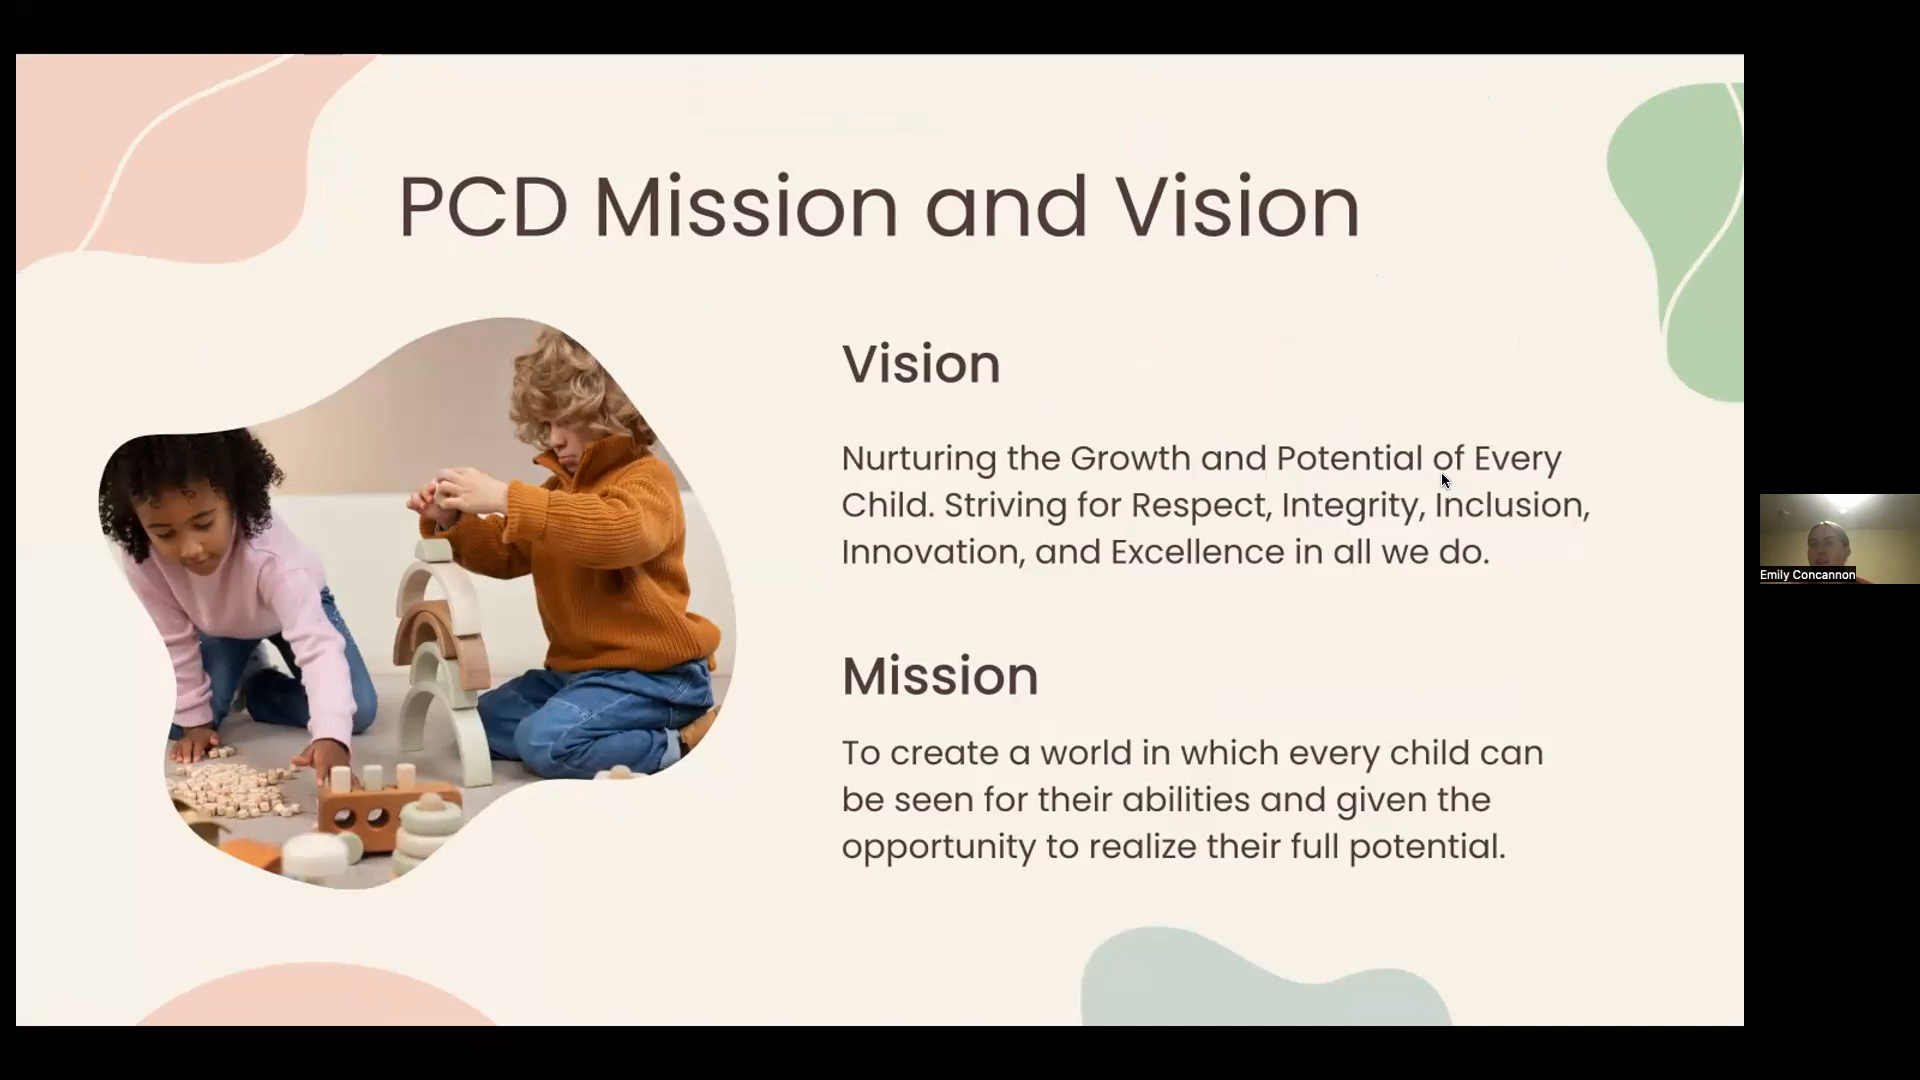 PCD Mission and Vision
Vision
Nurturing the Growth and Potential of Every
Child. Striving for Respect, Integrity, Inclusion,
Innovation, and Excellence in all we do.
Mission
To create a world in which every child can
be seen for their abilities and given the
opportunity to realize their full potential.
Emily Concannon